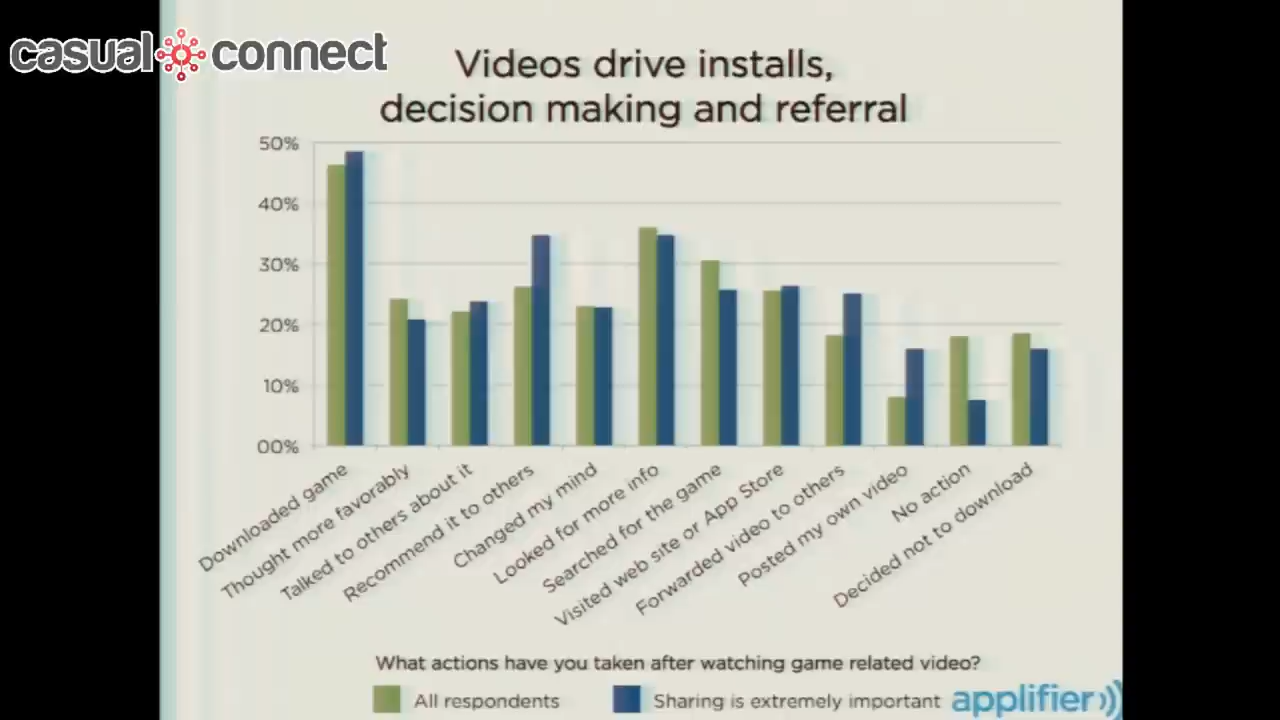 casual connect
Videos drive installs,
decision making and referral
50%
40%
30%
20%
10%
00%
Downloaded game
Thought more favorably
Talked to others about it
Recommend it to others
Changed my mind
Looked for more info
Searched for the game
Visited web site or App Store
Forwarded video to others
Posted my own video
No action
Decided not to download
What actions have you taken after watching game related video?
All respondents
Sharing is extremely important
applifier